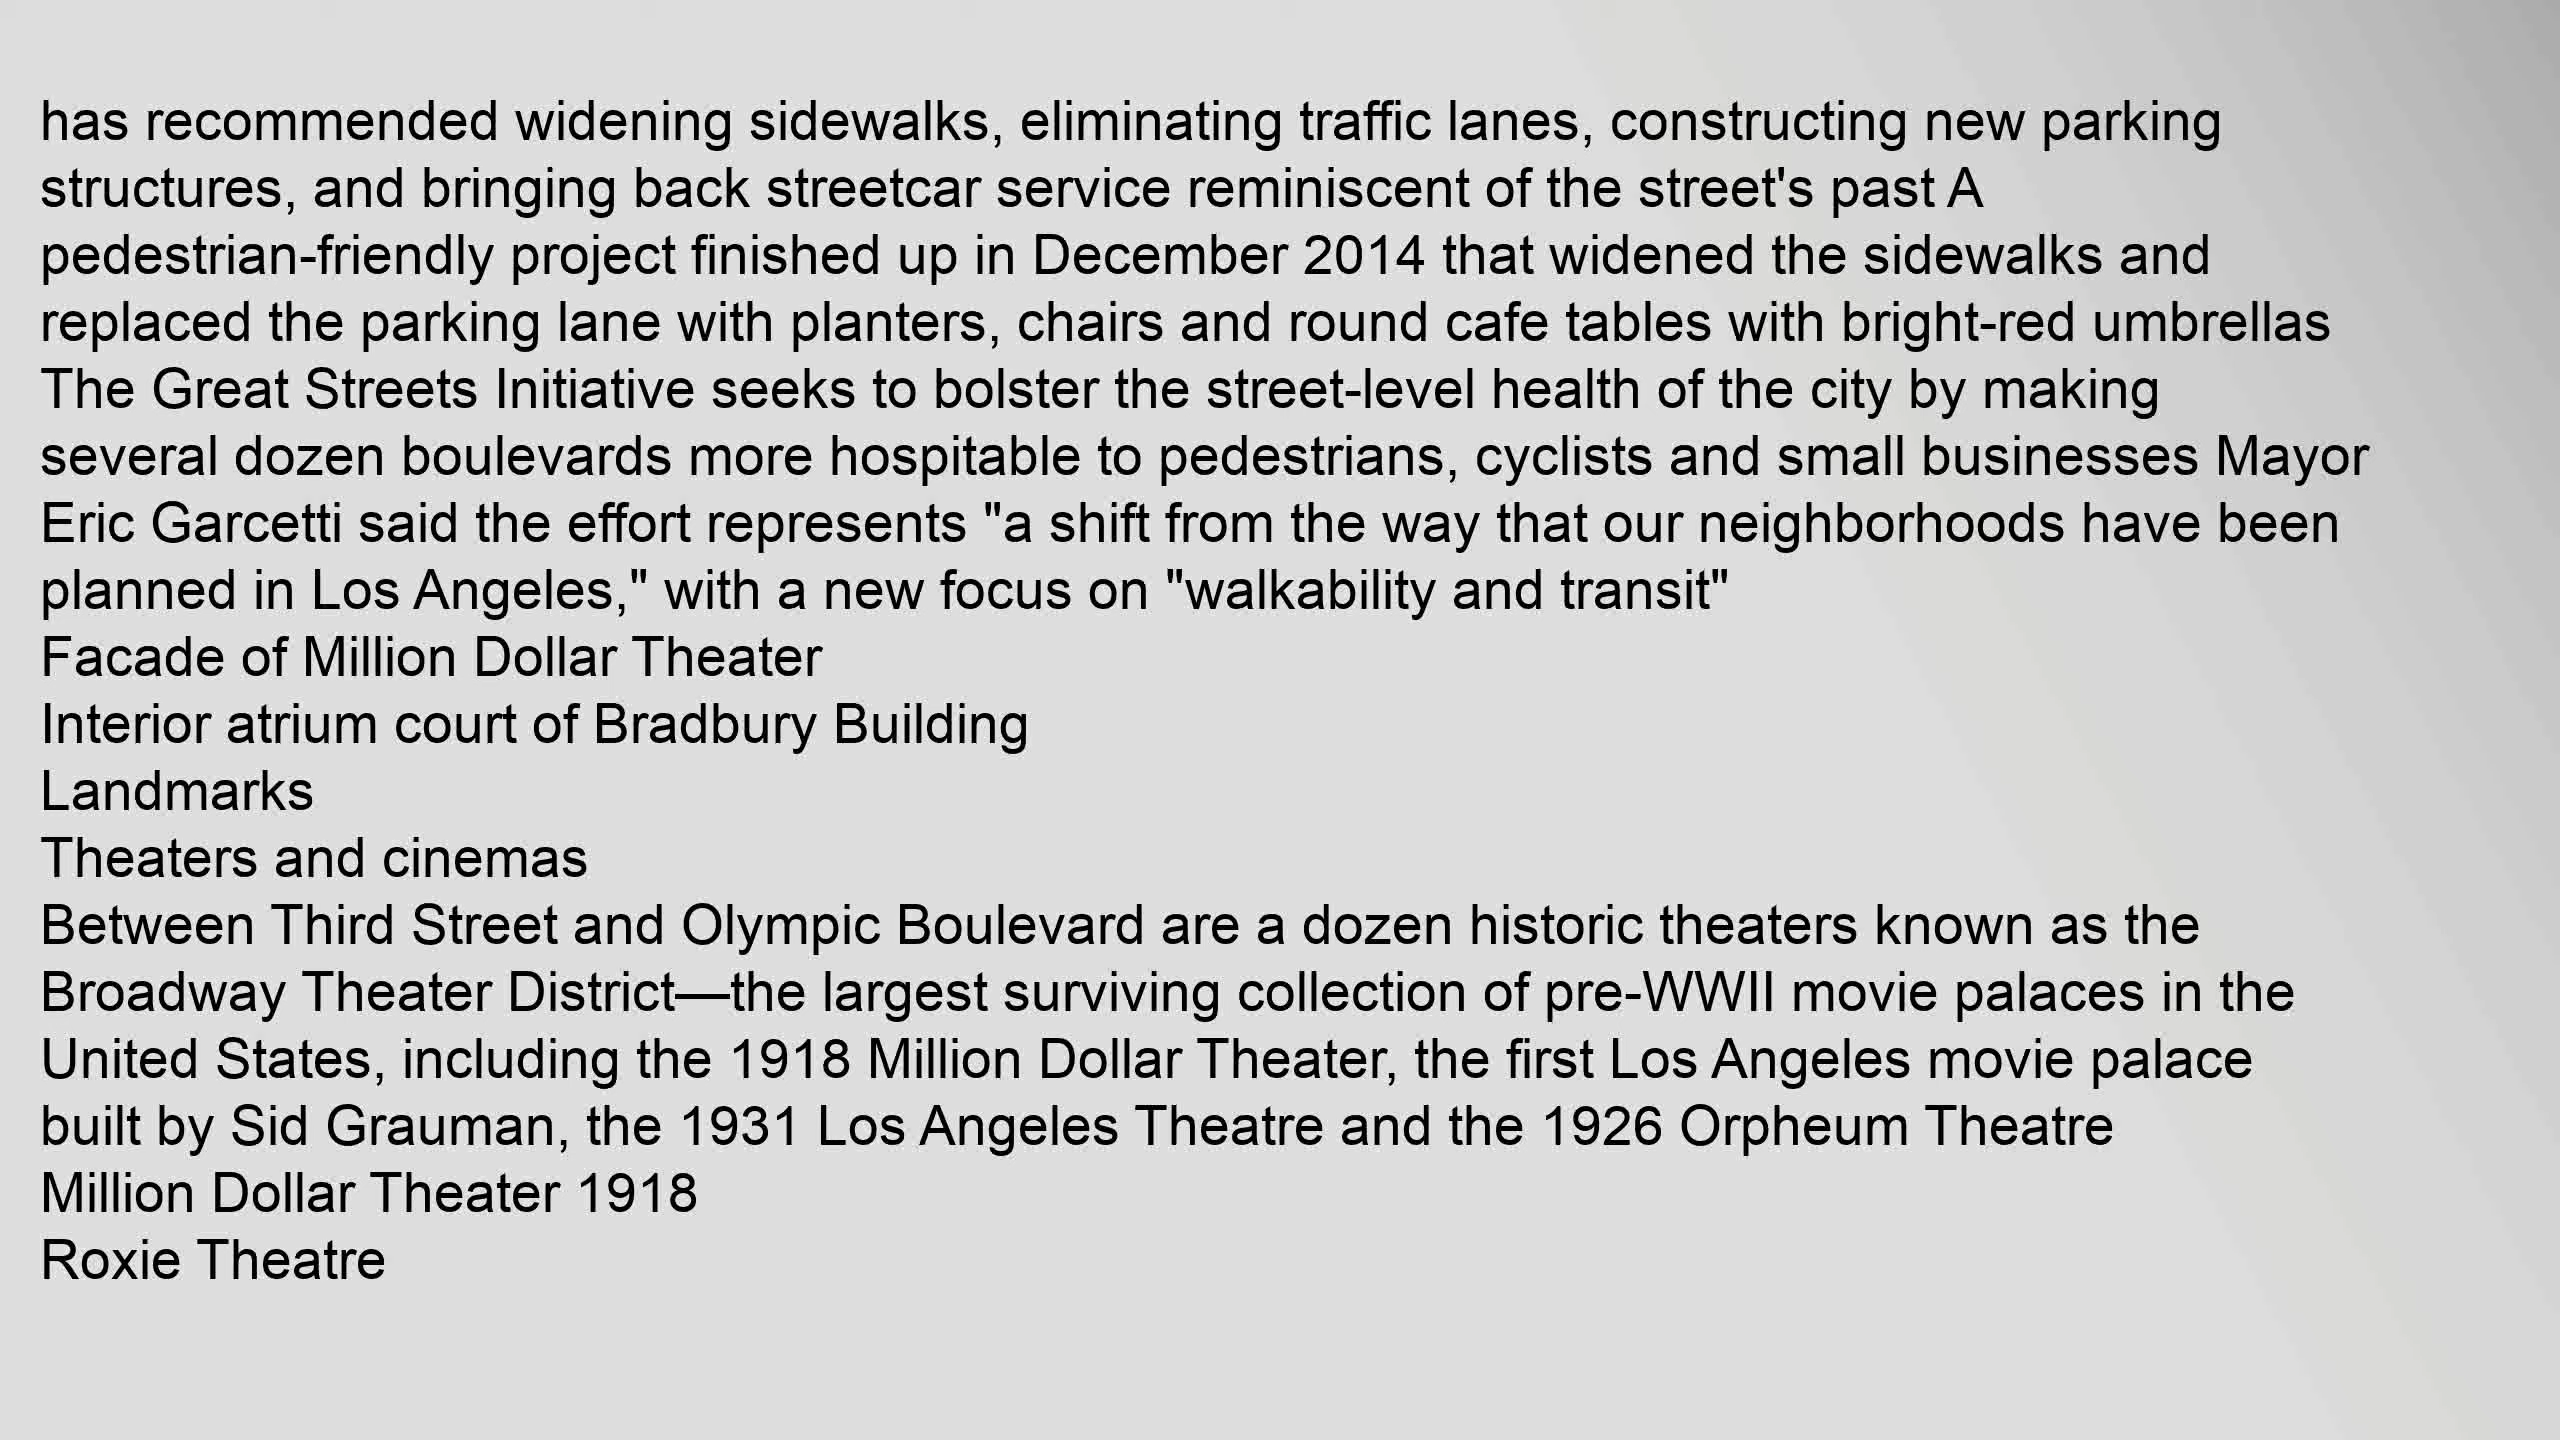 has recommended widening sidewalks, eliminating traffic lanes, constructing new parking
structures, and bringing back streetcar service reminiscent of the street's past A
pedestrian-friendly project finished up in December 2014 that widened the sidewalks and
replaced the parking lane with planters, chairs and round cafe tables with bright-red umbrellas
The Great Streets Initiative seeks to bolster the street-level health of the city by making
several dozen boulevards more hospitable to pedestrians, cyclists and small businesses Mayor
Eric Garcetti said the effort represents "a shift from the way that our neighborhoods have been
planned in Los Angeles," with a new focus on "walkability and transit"
Facade of Million Dollar Theater
Interior atrium court of Bradbury Building
Landmarks
Theaters and cinemas
Between Third Street and Olympic Boulevard are a dozen historic theaters known as the
Broadway Theater District—the largest surviving collection of pre-WWII movie palaces in the
United States, including the 1918 Million Dollar Theater, the first Los Angeles movie palace
built by Sid Grauman, the 1931 Los Angeles Theatre and the 1926 Orpheum Theatre
Million Dollar Theater 1918
Roxie Theatre